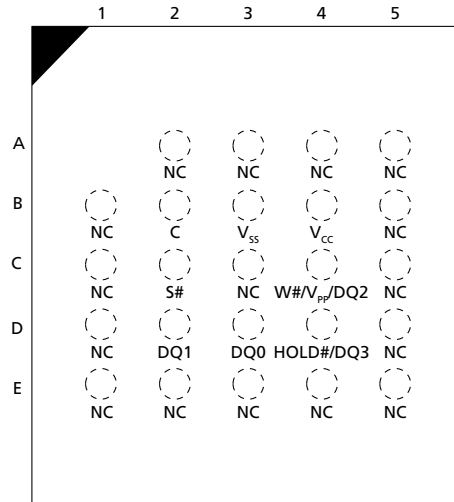 1 2 3 4 5
A
NC NC NC NC
B
NC C VSS VCC NC
C
NC S# NC W#/VPP/DQ2 NC
D
NC DQ1 DQ0 HOLD#/DQ3 NC
E
NC NC NC NC NC